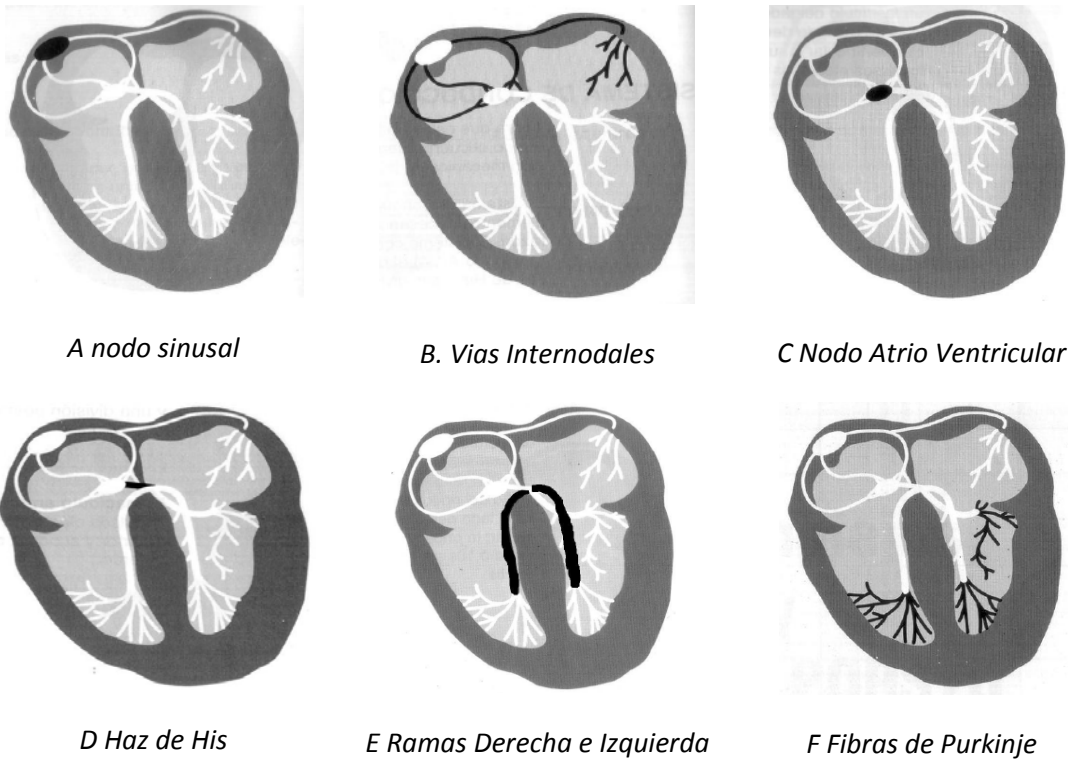 A nodo sinusal
B. Vias Internodales
C Nodo Atrio Ventricular
D Haz de His
E Ramas Derecha e Izquierda
F Fibras de Purkinje